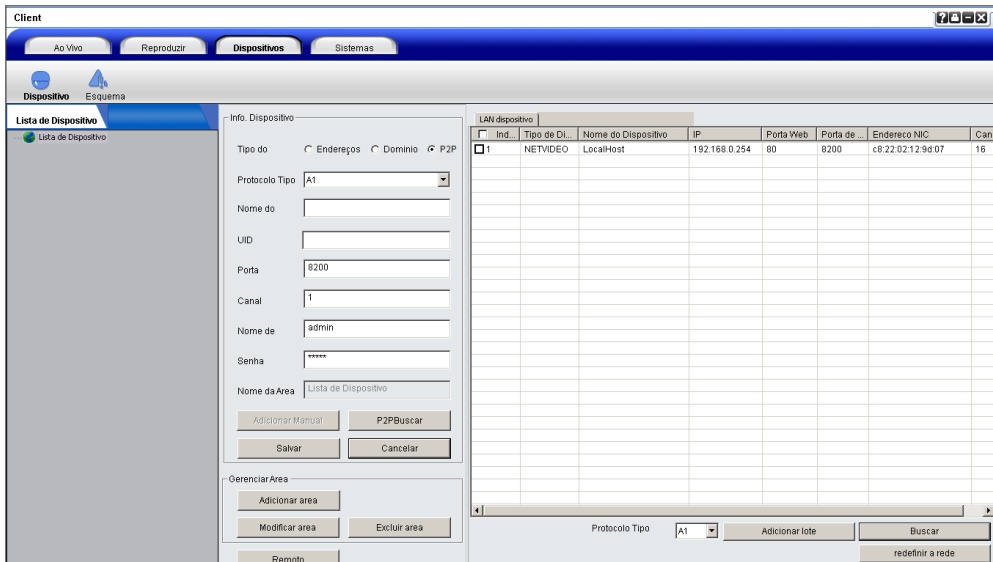 Client
Ao Vivo Reproduzir Dispositivos Sistemas
Dispositivo Esquema
Lista de Dispositivo
Lista de Dispositivo
Info. Dispositivo
Tipo do Endereços Dominio P2P
Protocolo Tipo A1
Nome do
UID
Porta 8200
Canal 1
Nome de admin
Senha *****
Nome da Area Lista de Dispositivo
Adicionar Manual P2PBuscar
Salvar Cancelar
Gerenciar Area
Adicionar area
Modificar area Excluir area
Remoto
LAN dispositivo
Ind... Tipo de Di... Nome do Dispositivo IP Porta Web Porta de ... Endereco NIC Can
1 NETVIDEO LocalHost 192.168.0.254 80 8200 c8:22:02:12:9d:07 16
Protocolo Tipo A1 Adicionar lote Buscar
redefinir a rede